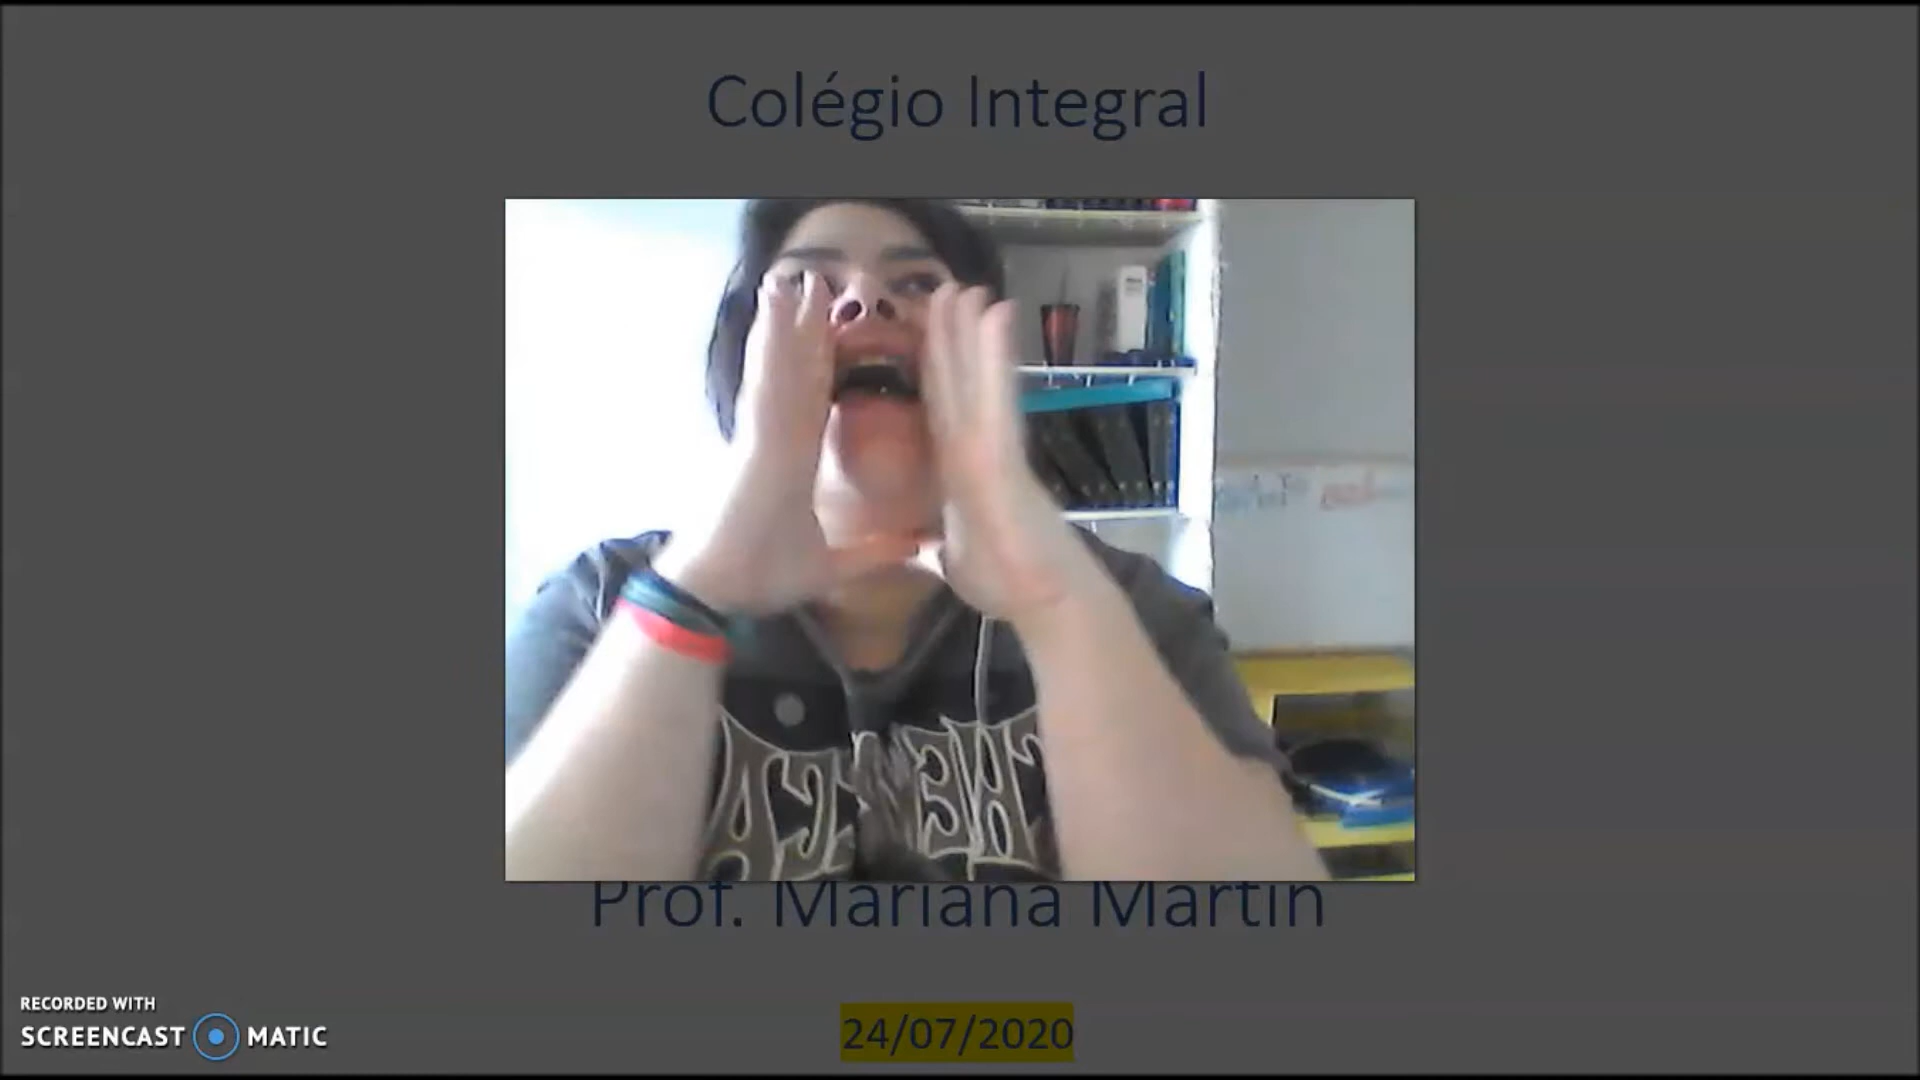 Colégio Integral
Prof. Mariana Martin
24/07/2020
RECORDED WITH
SCREENCAST MATIC